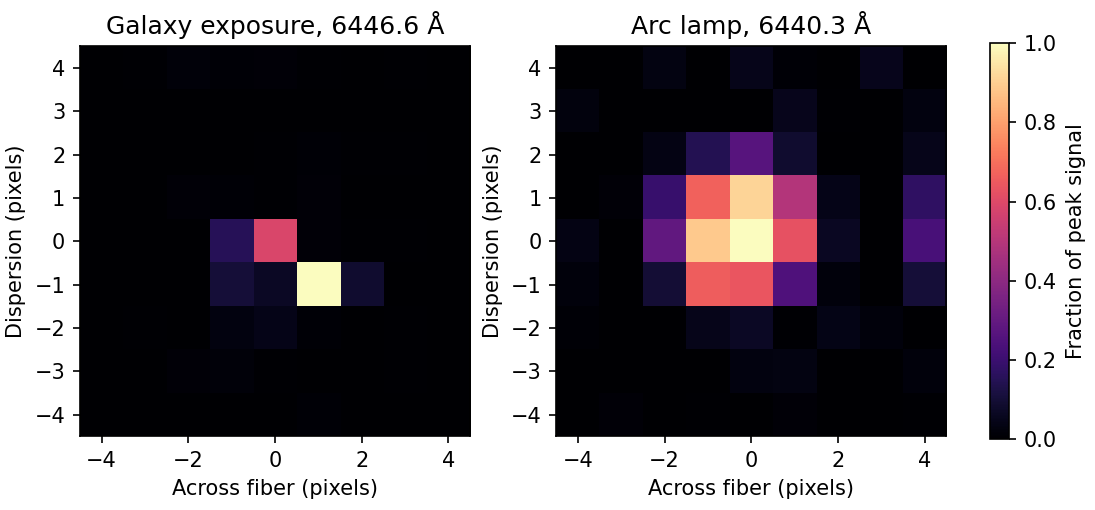 Galaxy exposure, 6446.6 Å
Arc lamp, 6440.3 Å
4
3
2
1
0
−1
−2
−3
−4
Dispersion (pixels)
−4 −2 0 2 4
Across fiber (pixels)
4
3
2
1
0
−1
−2
−3
−4
Dispersion (pixels)
−4 −2 0 2 4
Across fiber (pixels)
1.0
0.8
0.6
0.4
0.2
0.0
Fraction of peak signal